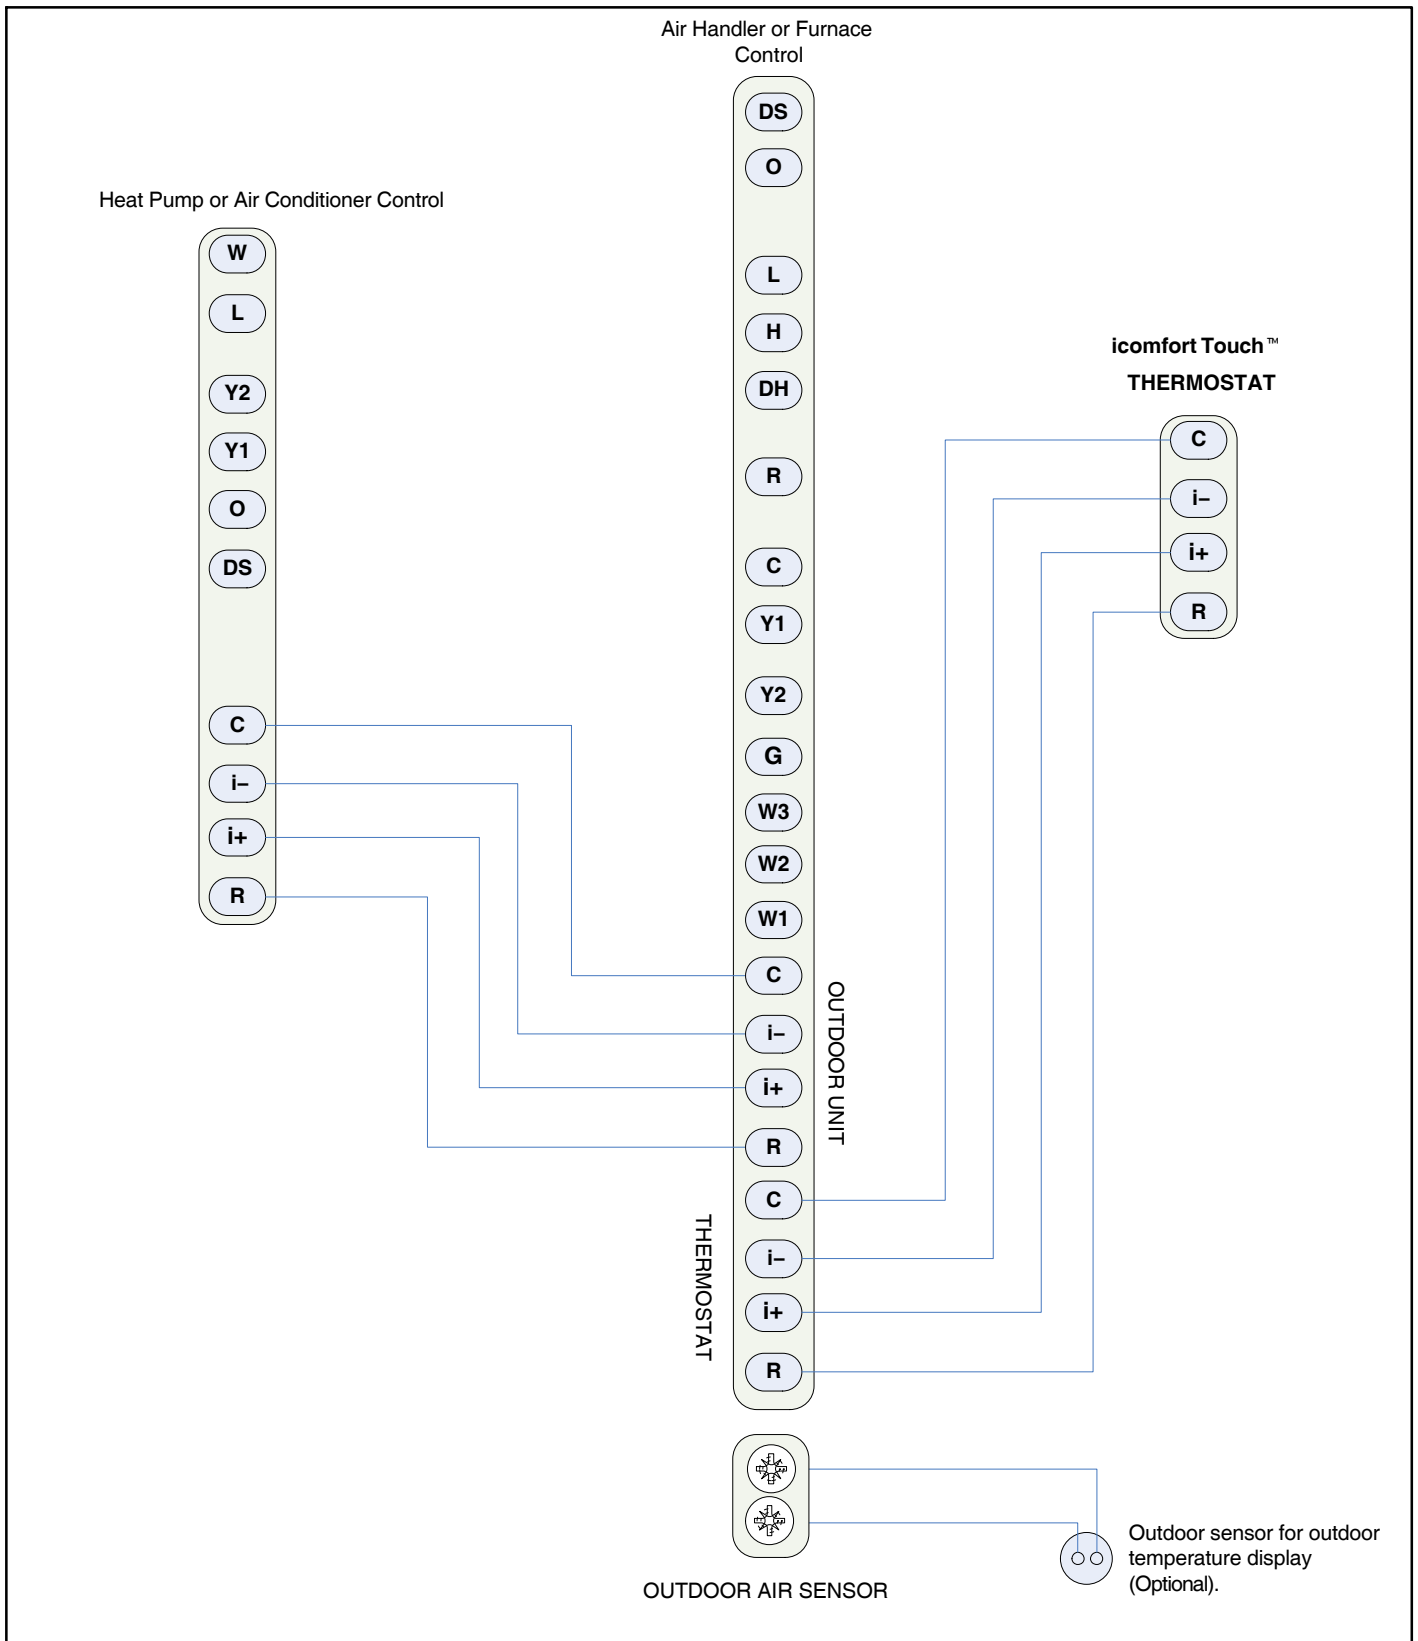 Air Handler or Furnace
Control
DS
O
L
H
DH
R
C
Y1
Y2
G
W3
W2
W1
C
i–
i+
R
C
i–
i+
R
OUTDOOR UNIT
THERMOSTAT
Heat Pump or Air Conditioner Control
W
L
Y2
Y1
O
DS
C
i–
i+
R
icomfort Touch™
THERMOSTAT
C
i–
i+
R
OUTDOOR AIR SENSOR
Outdoor sensor for outdoor
temperature display
(Optional).